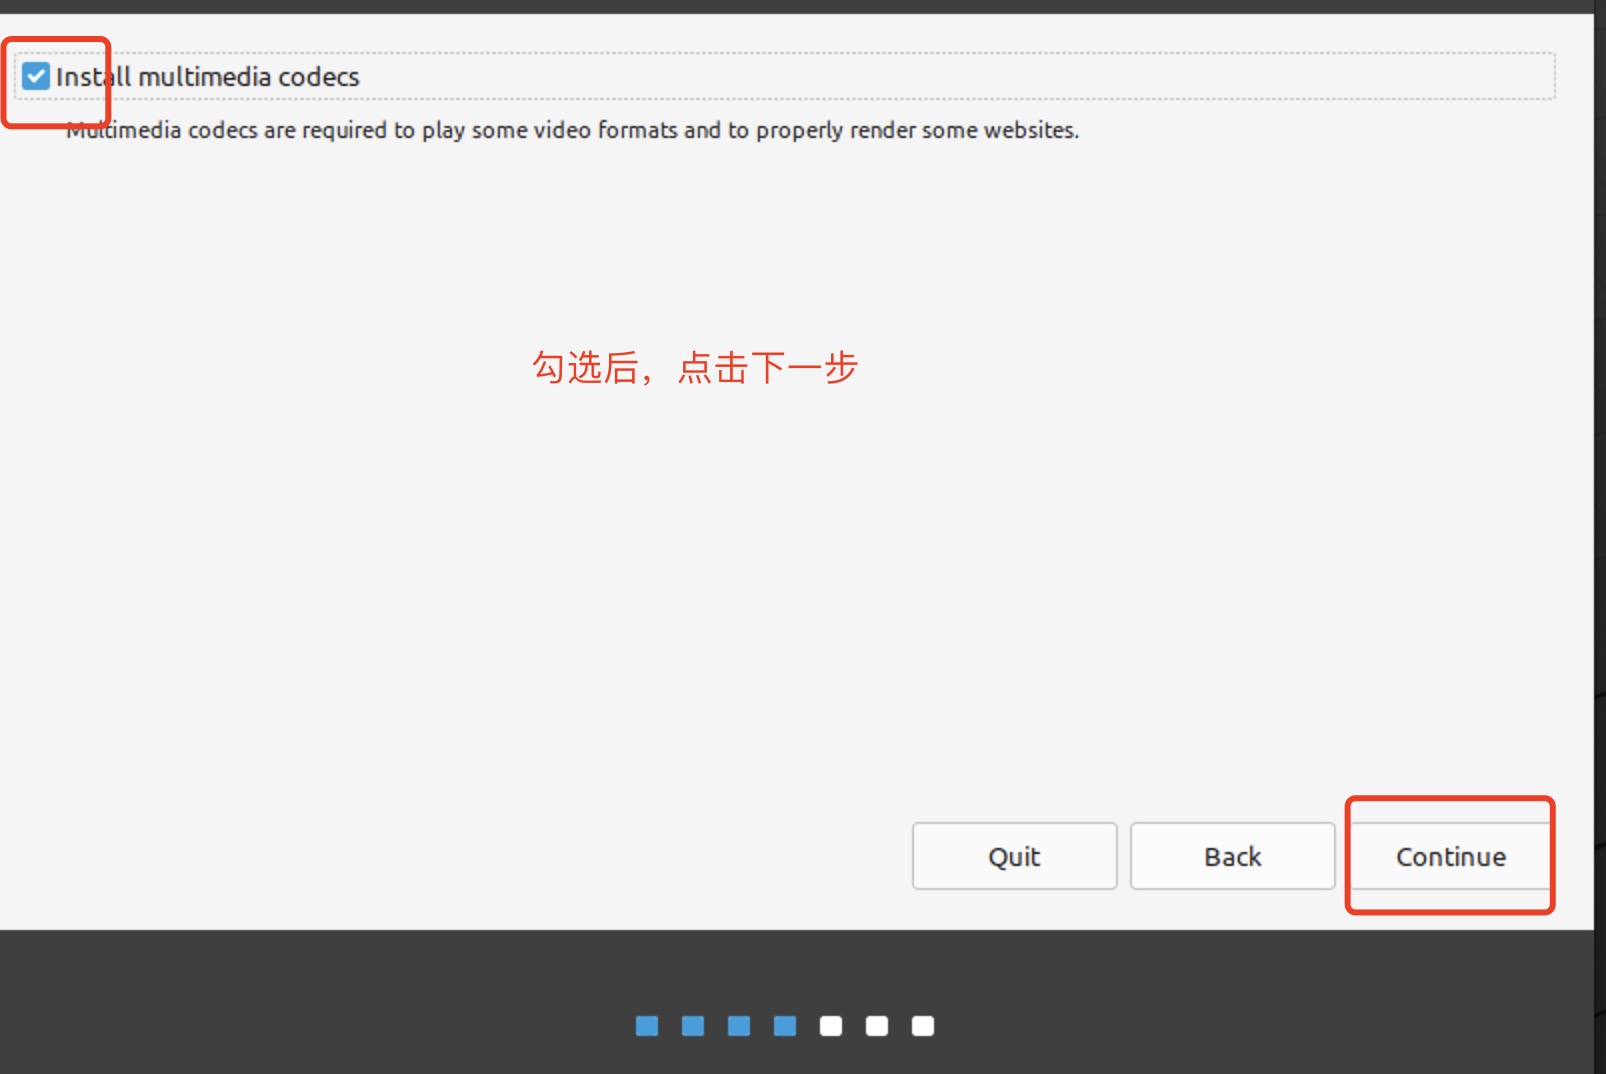 Install multimedia codecs
Multimedia codecs are required to play some video formats and to properly render some websites.
勾选后，点击下一步
Quit
Back
Continue